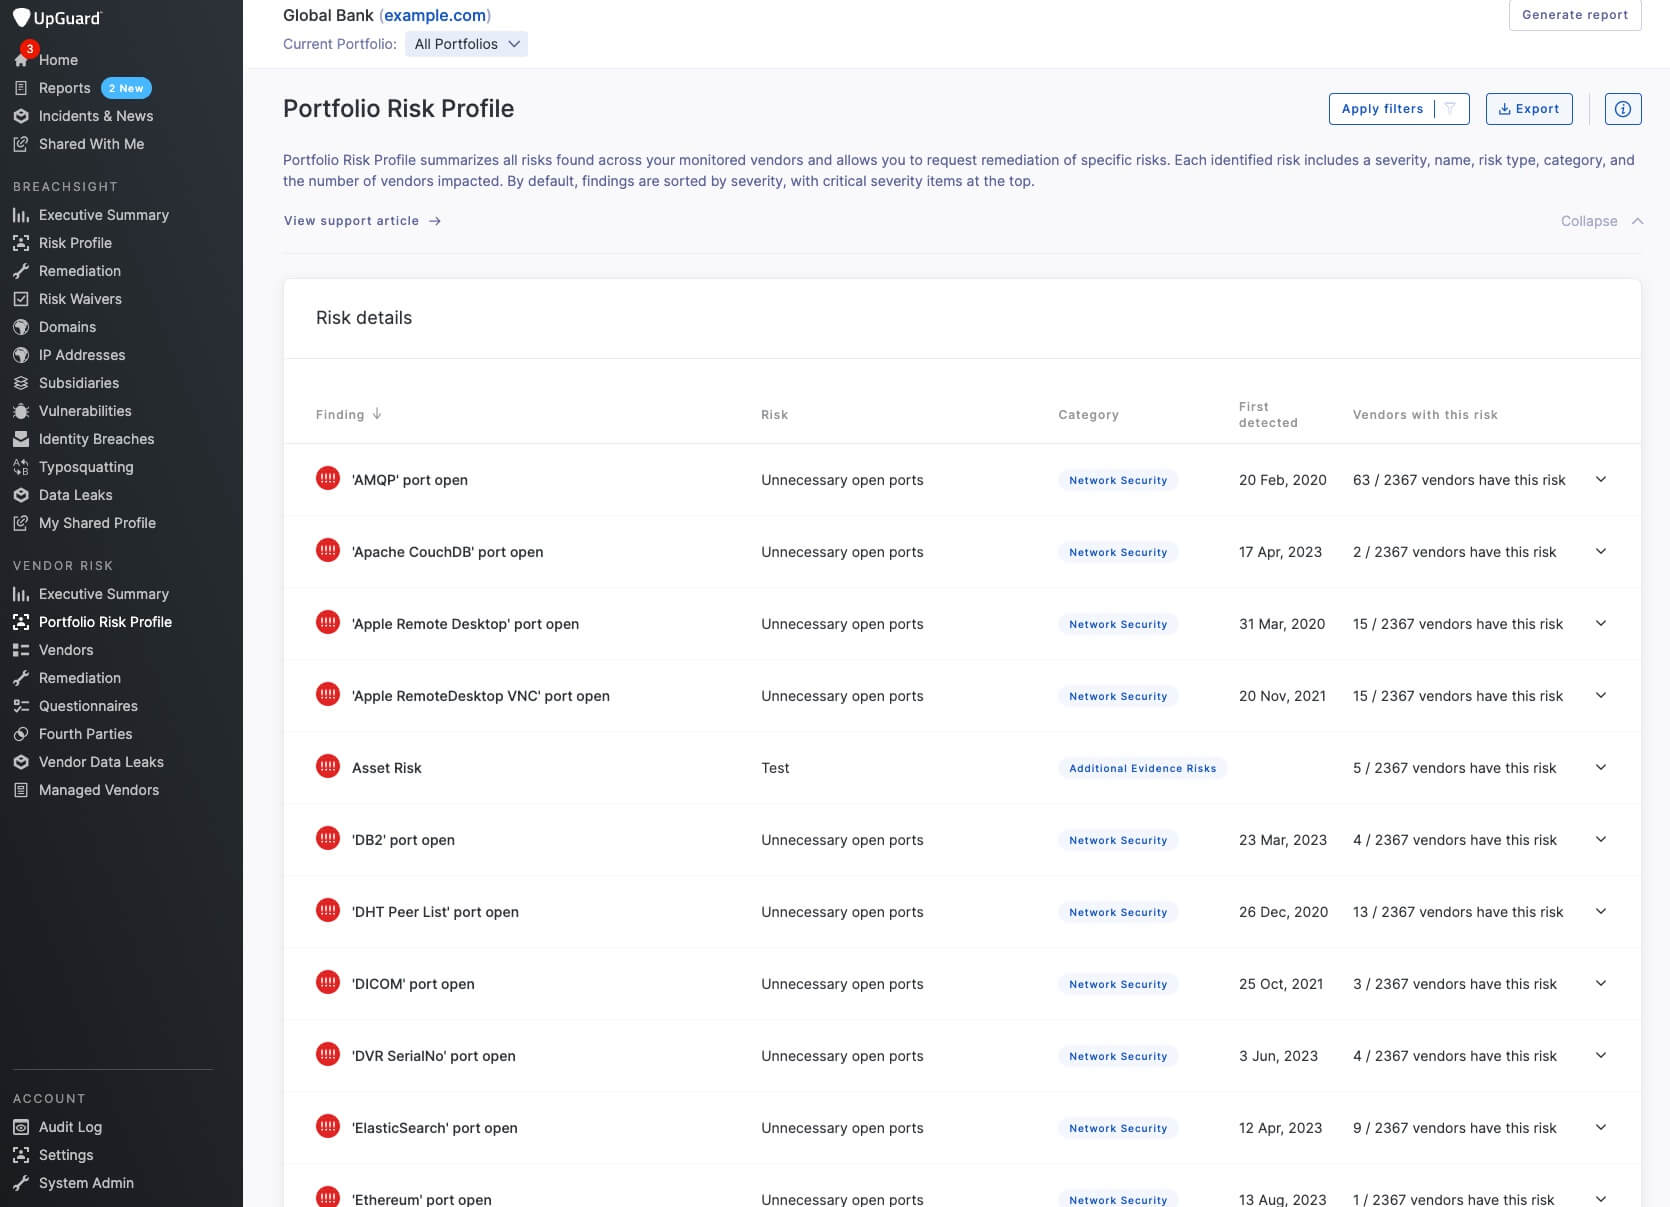 UpGuard
3
Home
Reports 2 New
Incidents & News
Shared With Me
BREACHSIGHT
Executive Summary
Risk Profile
Remediation
Risk Waivers
Domains
IP Addresses
Subsidiaries
Vulnerabilities
Identity Breaches
Typosquatting
Data Leaks
My Shared Profile
VENDOR RISK
Executive Summary
Portfolio Risk Profile
Vendors
Remediation
Questionnaires
Fourth Parties
Vendor Data Leaks
Managed Vendors
ACCOUNT
Audit Log
Settings
System Admin
Global Bank (example.com)
Generate report
Current Portfolio: All Portfolios
Portfolio Risk Profile
Apply filters
Export
Portfolio Risk Profile summarizes all risks found across your monitored vendors and allows you to request remediation of specific risks. Each identified risk includes a severity, name, risk type, category, and
the number of vendors impacted. By default, findings are sorted by severity, with critical severity items at the top.
View support article →
Collapse
Risk details
Finding ↓ Risk Category First detected Vendors with this risk
!!!! 'AMQP' port open Unnecessary open ports Network Security 20 Feb, 2020 63 / 2367 vendors have this risk
!!!! 'Apache CouchDB' port open Unnecessary open ports Network Security 17 Apr, 2023 2 / 2367 vendors have this risk
!!!! 'Apple Remote Desktop' port open Unnecessary open ports Network Security 31 Mar, 2020 15 / 2367 vendors have this risk
!!!! 'Apple RemoteDesktop VNC' port open Unnecessary open ports Network Security 20 Nov, 2021 15 / 2367 vendors have this risk
!!!! Asset Risk Test Additional Evidence Risks 5 / 2367 vendors have this risk
!!!! 'DB2' port open Unnecessary open ports Network Security 23 Mar, 2023 4 / 2367 vendors have this risk
!!!! 'DHT Peer List' port open Unnecessary open ports Network Security 26 Dec, 2020 13 / 2367 vendors have this risk
!!!! 'DICOM' port open Unnecessary open ports Network Security 25 Oct, 2021 3 / 2367 vendors have this risk
!!!! 'DVR SerialNo' port open Unnecessary open ports Network Security 3 Jun, 2023 4 / 2367 vendors have this risk
!!!! 'ElasticSearch' port open Unnecessary open ports Network Security 12 Apr, 2023 9 / 2367 vendors have this risk
!!!! 'Ethereum' port open Unnecessary open ports Network Security 13 Aug, 2023 1 / 2367 vendors have this risk